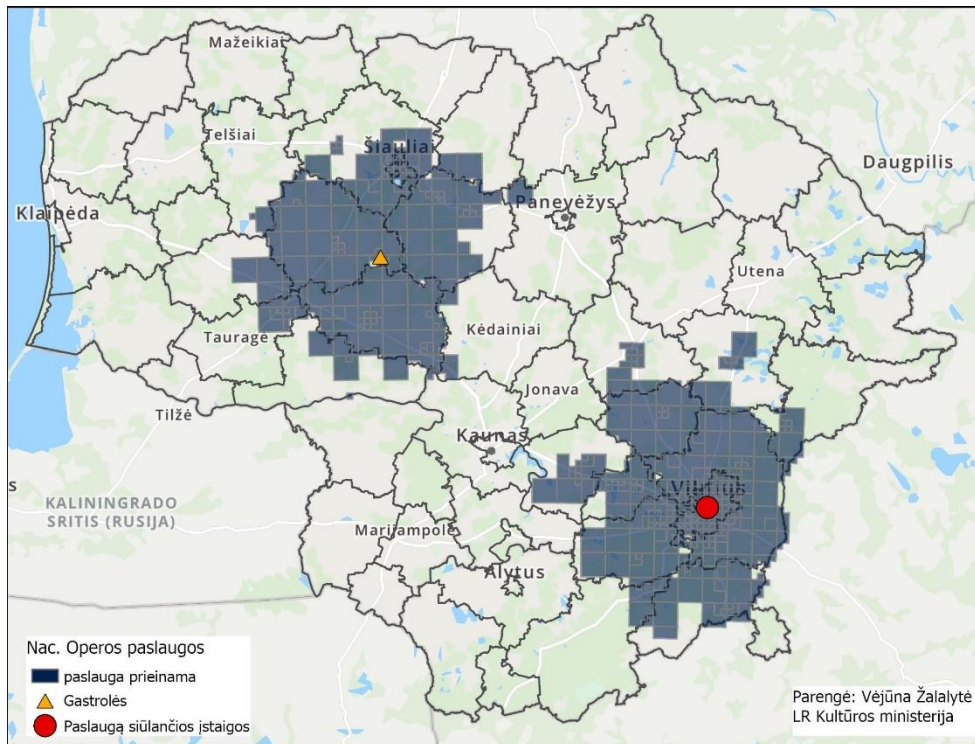 Mažeikiai
Telšiai
Šiauliai
Daugpilis
Klaipėda
Panevėžys
Utena
Taurage
Kėdainiai
Jonava
Tilžė
Kaunas
s
KALININGRADO
SRITIS (RUSIJA)
Vilnius
Marijampolė
Alytus
Nac. Operos paslaugos
paslauga prieinama
Gastrolės
Paslaugą siūlančios įstaigos
Parengė: Vėjūna Žalalytė
LR Kultūros ministerija